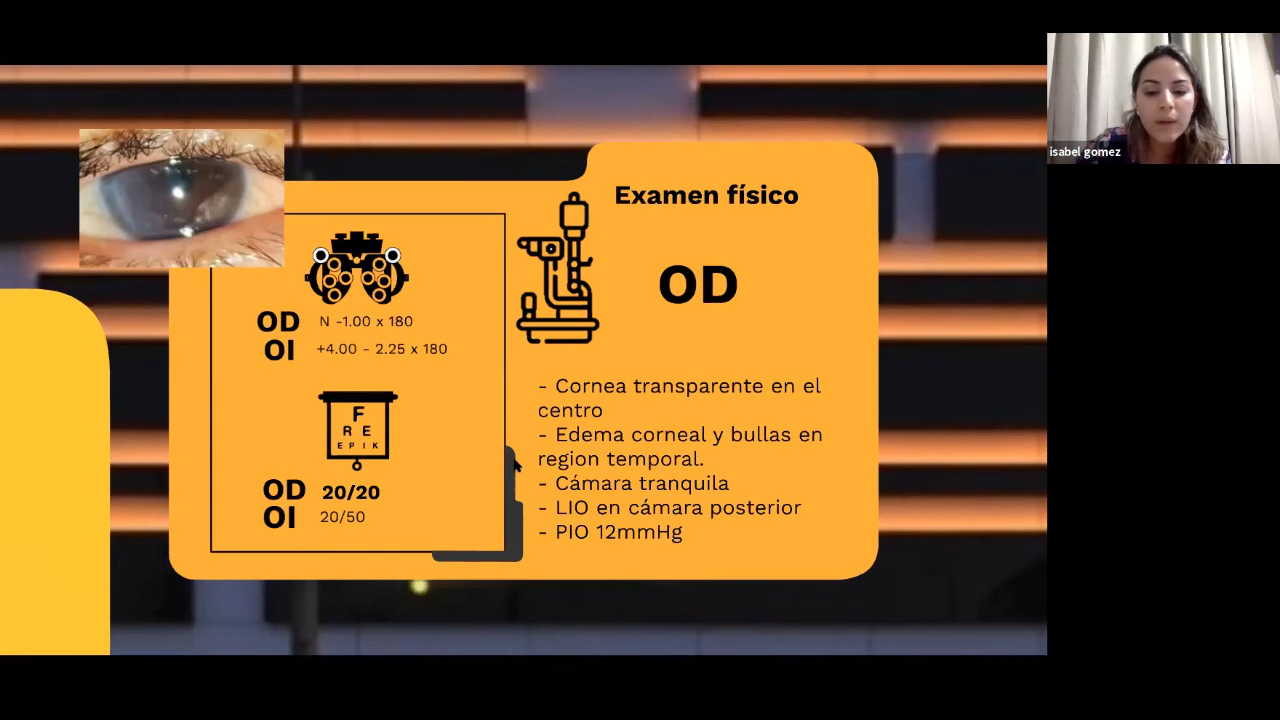 isabel gomez
Examen físico
OD
OD N -1.00 x 180
OI +4.00 - 2.25 x 180
F
R E
E P I K
OD 20/20
OI 20/50
- Cornea transparente en el
centro
- Edema corneal y bullas en
region temporal.
- Cámara tranquila
- LIO en cámara posterior
- PIO 12mmHg